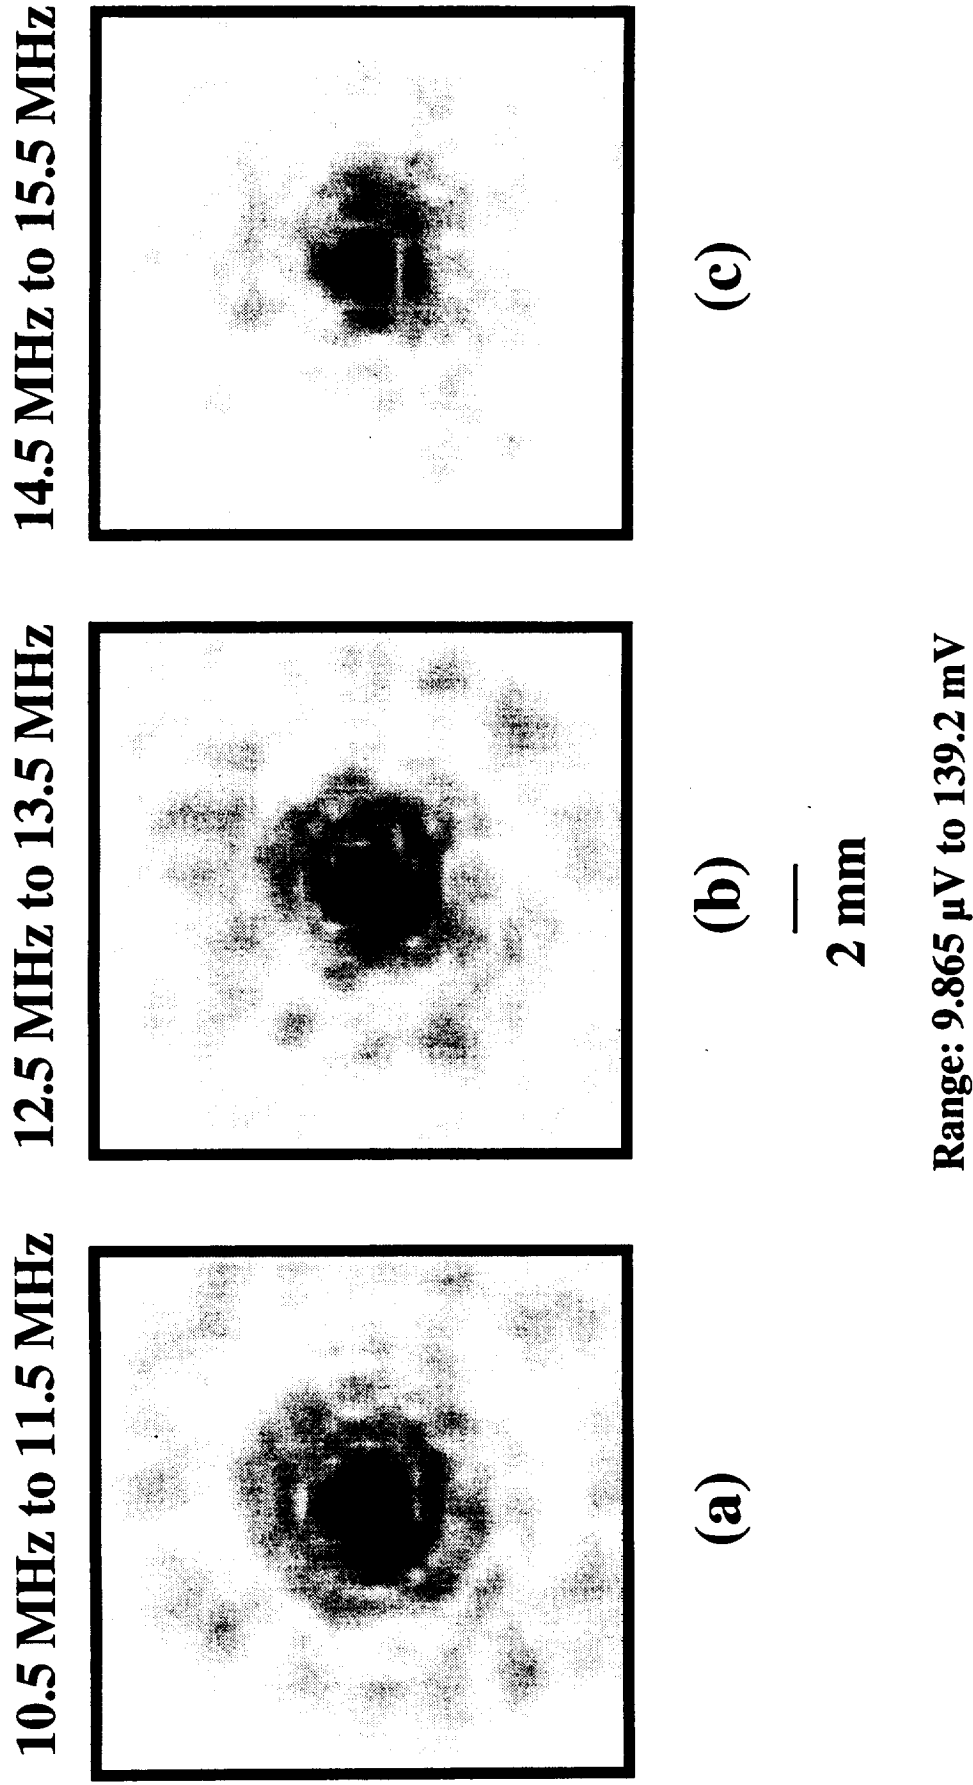 10.5 MHz to 11.5 MHz
12.5 MHz to 13.5 MHz
14.5 MHz to 15.5 MHz
(a)
(b)
(c)
2 mm
Range: 9.865 μV to 139.2 mV